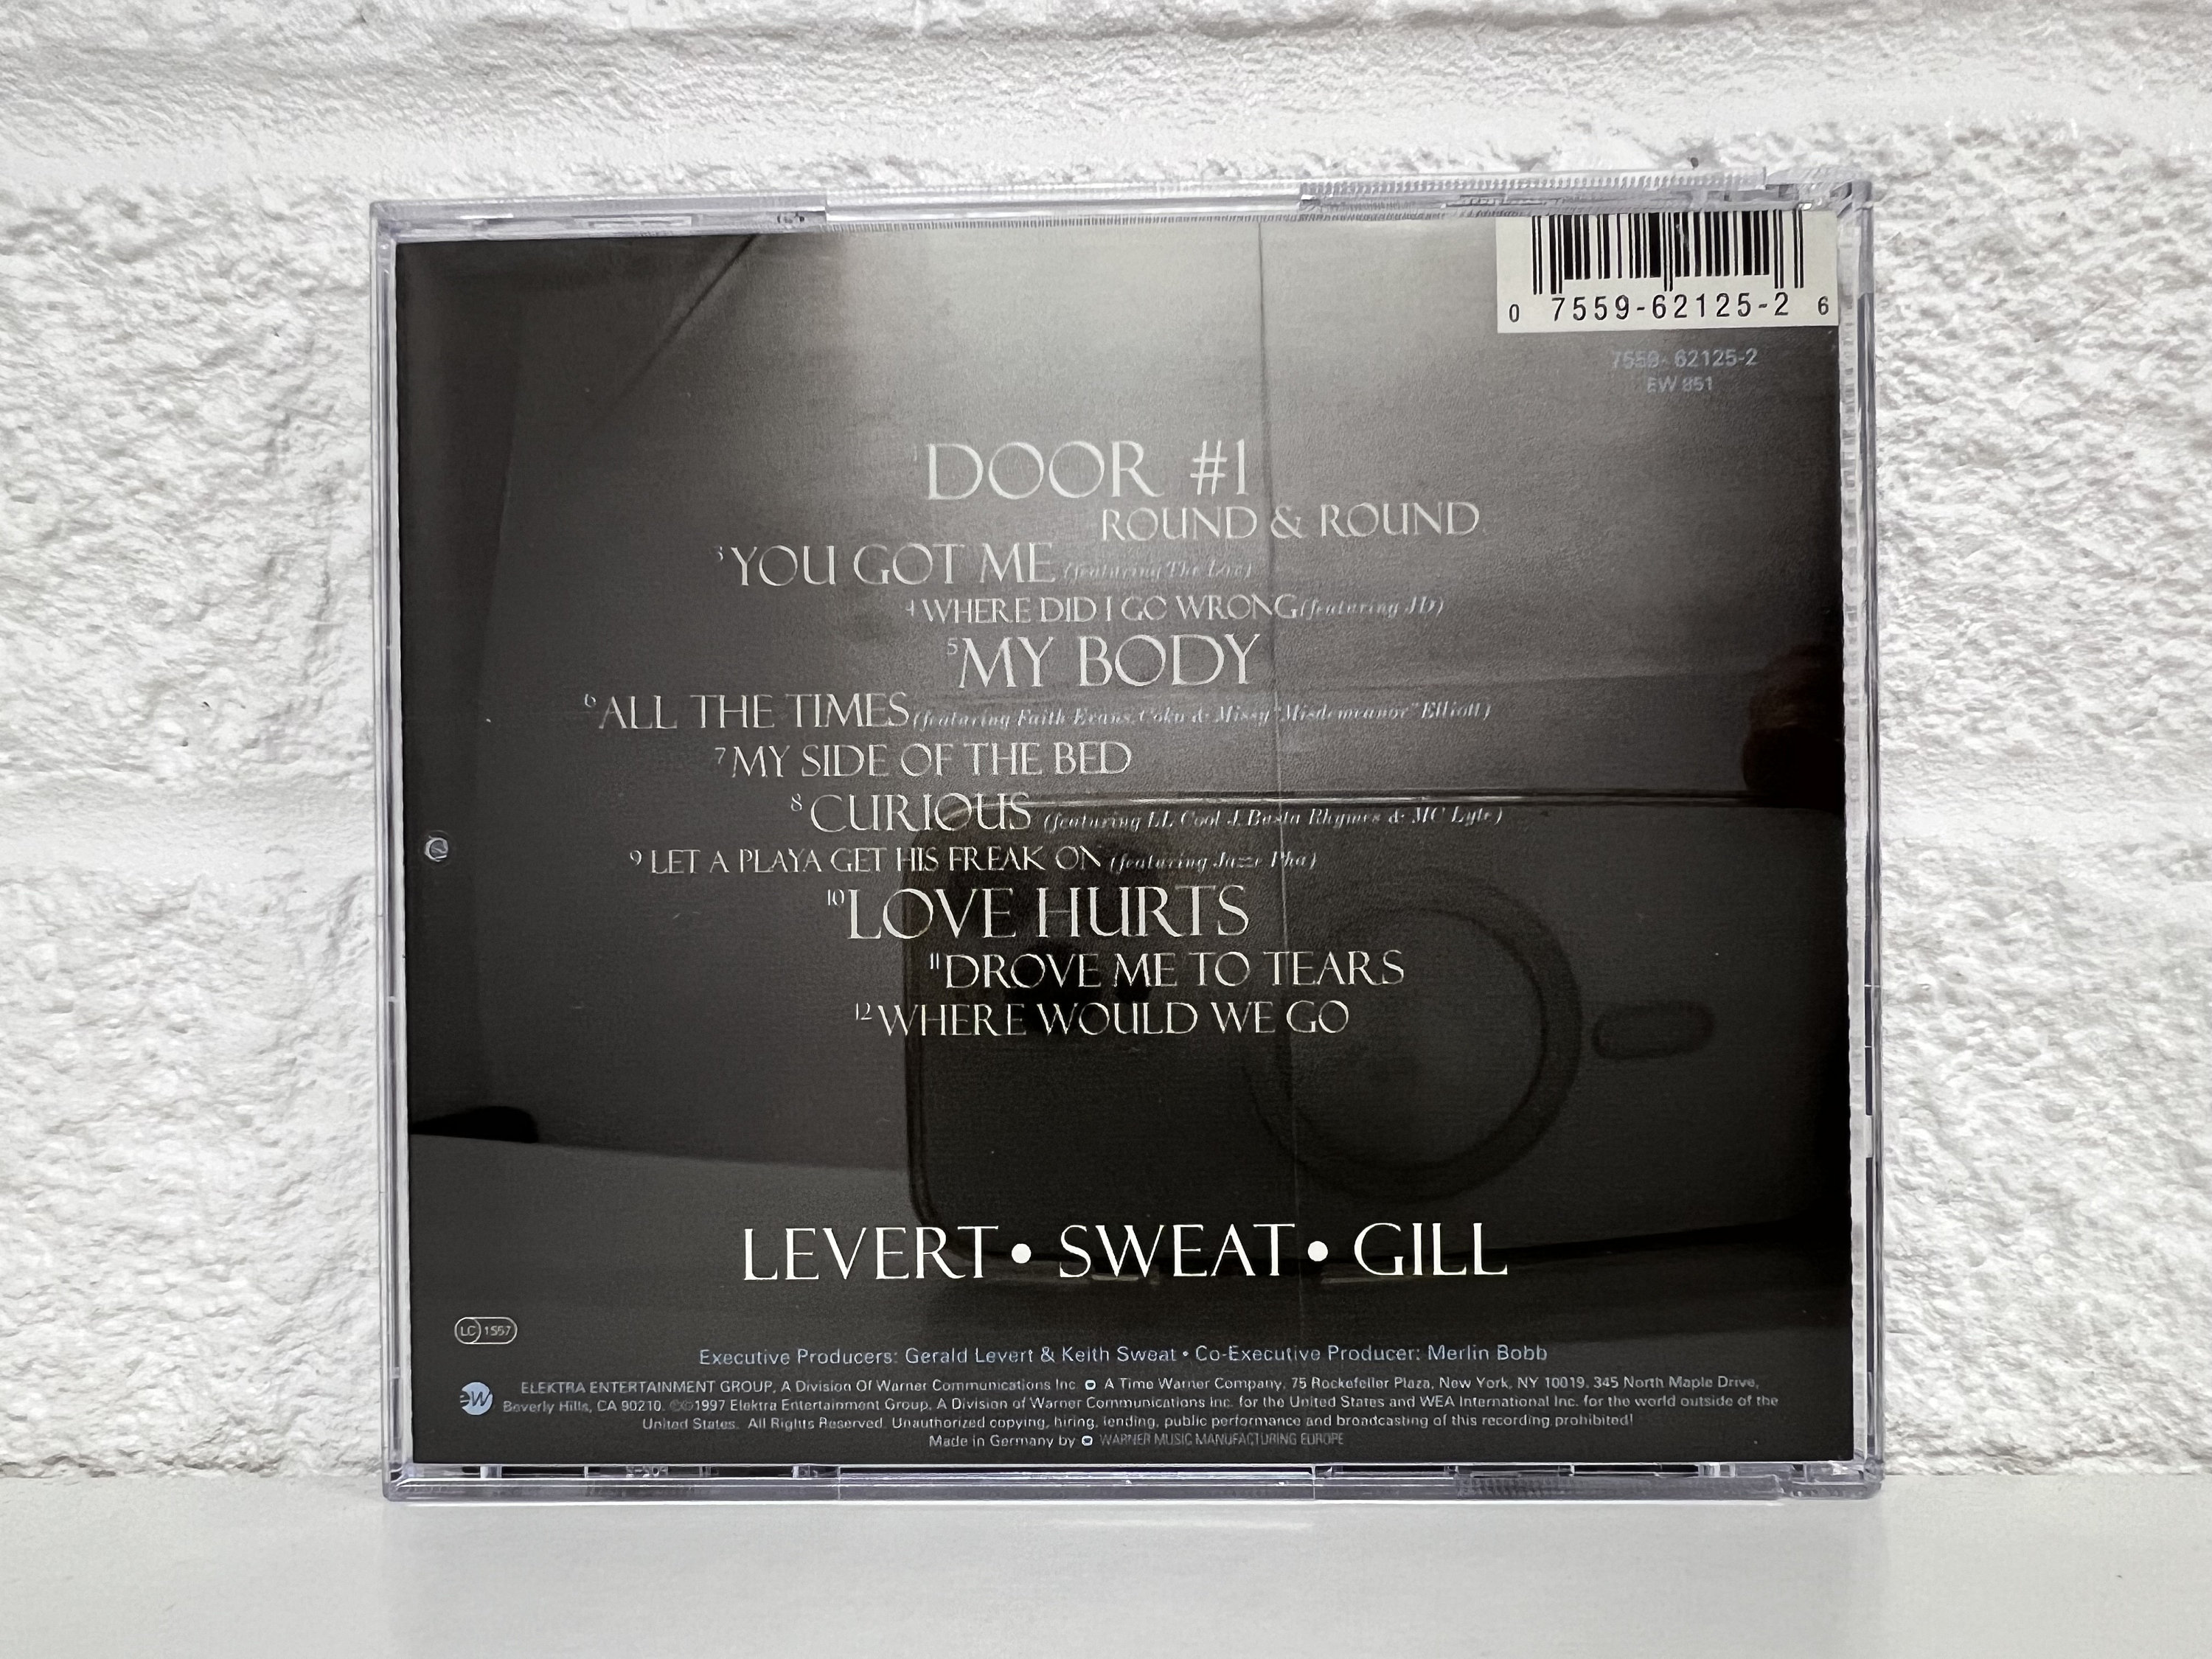 0 7559-62125-2 6
7559-62125-2
EW 851
1 DOOR #1
ROUND & ROUND
3 YOU GOT ME (featuring The Lox)
4 WHERE DID I GO WRONG (featuring JD)
5 MY BODY
6 ALL THE TIMES (featuring Faith Evans, Coko & Missy "Misdemeanor" Elliott)
7 MY SIDE OF THE BED
8 CURIOUS (featuring LL Cool J, Busta Rhymes & MC Lyte)
9 LET A PLAYA GET HIS FREAK ON (featuring Jazze Pha)
10 LOVE HURTS
11 DROVE ME TO TEARS
12 WHERE WOULD WE GO
LEVERT • SWEAT • GILL
LC 1557
Executive Producers: Gerald Levert & Keith Sweat • Co-Executive Producer: Merlin Bobb
ew ELEKTRA ENTERTAINMENT GROUP, A Division Of Warner Communications Inc. A Time Warner Company. 75 Rockefeller Plaza, New York, NY 10019. 345 North Maple Drive,
Beverly Hills, CA 90210. ℗©1997 Elektra Entertainment Group, A Division of Warner Communications Inc. for the United States and WEA International Inc. for the world outside of the
United States. All Rights Reserved. Unauthorized copying, hiring, lending, public performance and broadcasting of this recording prohibited!
Made in Germany by WARNER MUSIC MANUFACTURING EUROPE